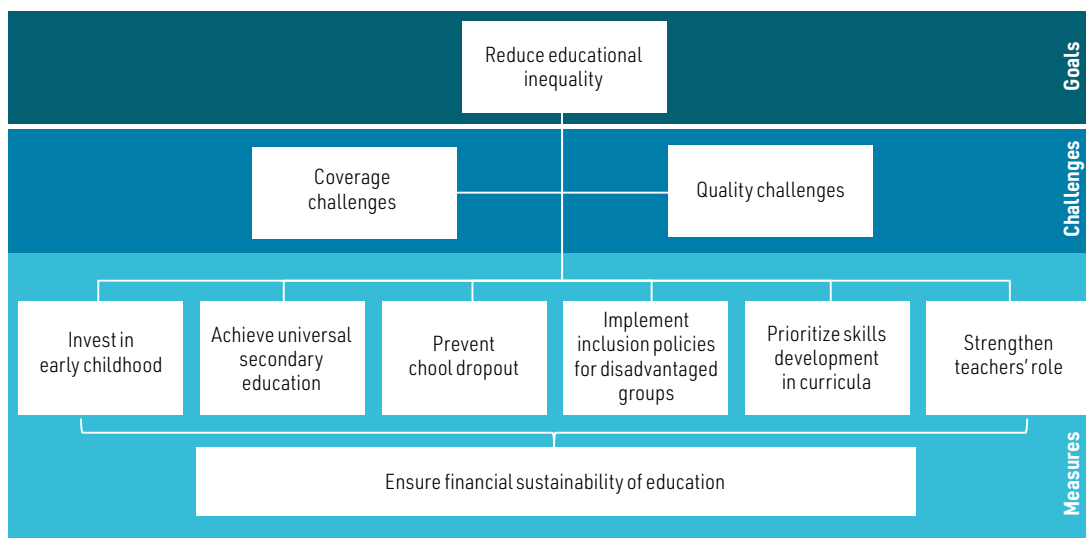 Reduce educational
inequality
Goals
Coverage
challenges
Quality challenges
Challenges
Invest in
early childhood
Achieve universal
secondary
education
Prevent
chool dropout
Implement
inclusion policies
for disadvantaged
groups
Prioritize skills
development
in curricula
Strengthen
teachers’ role
Ensure financial sustainability of education
Measures